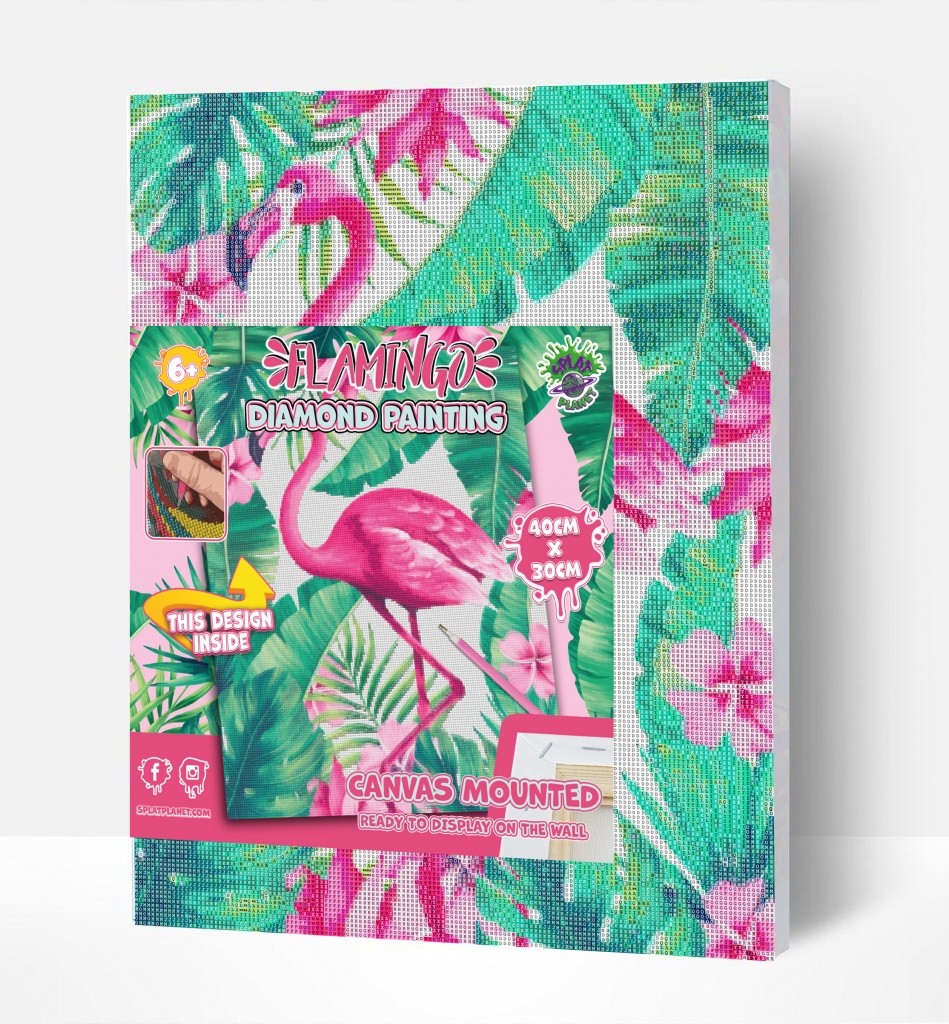 FLAMINGO
DIAMOND PAINTING
6+
SPLAT
PLANET
40CM
X
30CM
THIS DESIGN
INSIDE
CANVAS MOUNTED
READY TO DISPLAY ON THE WALL
SPLATPLANET.COM